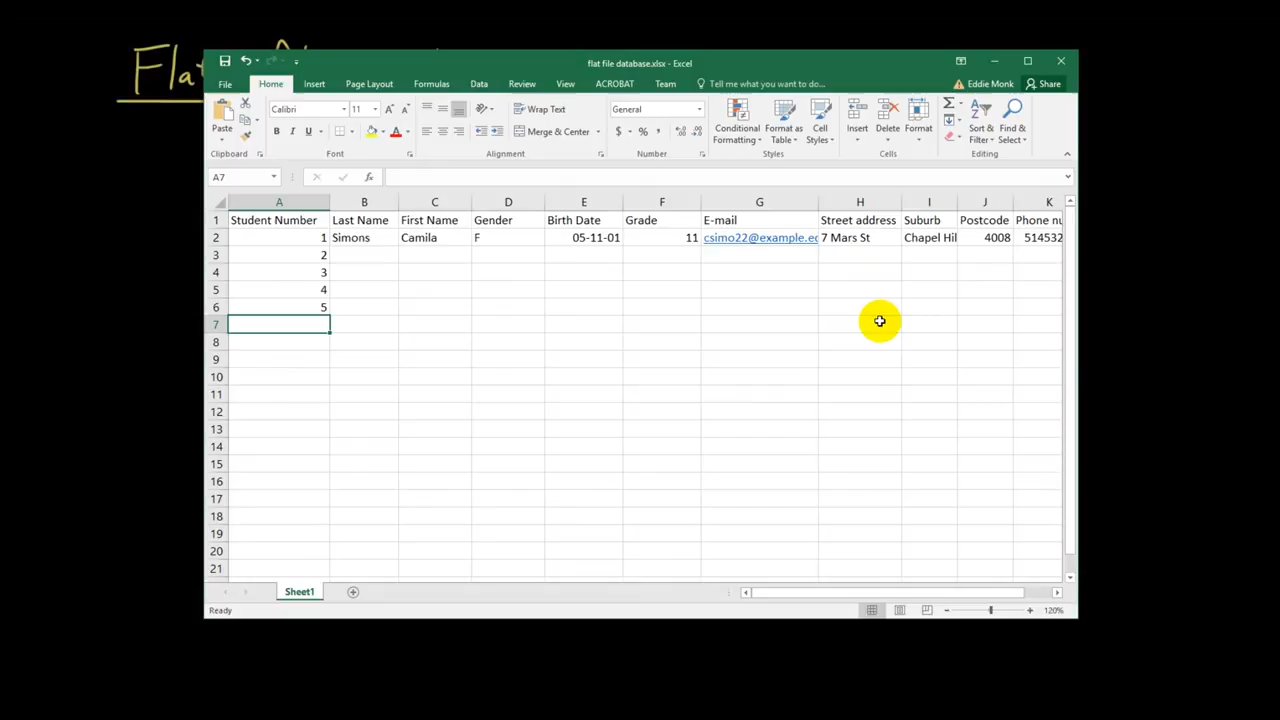 Flat
flat file database.xlsx - Excel
File Home Insert Page Layout Formulas Data Review View ACROBAT Team Tell me what you want to do... Eddie Monk Share
Calibri 11 A A Wrap Text General
Paste B I U A Merge & Center $ % , Conditional Formatting Format as Table Cell Styles Insert Delete Format Sort & Filter Find & Select
Clipboard Font Alignment Number Styles Cells Editing
A7 fx
A B C D E F G H I J K
1 Student Number Last Name First Name Gender Birth Date Grade E-mail Street address Suburb Postcode Phone nu
2 1 Simons Camila F 05-11-01 11 csimo22@example.ec 7 Mars St Chapel Hil 4008 514532
3 2
4 3
5 4
6 5
7
8
9
10
11
12
13
14
15
16
17
18
19
20
21
Sheet1
Ready 120%